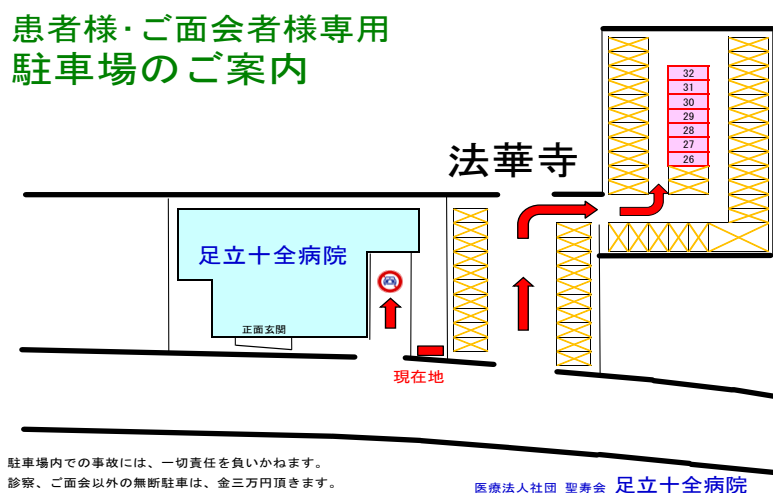 患者様・ご面会者様専用
駐車場のご案内
32
31
30
29
28
27
26
法華寺
足立十全病院
正面玄関
現在地
駐車場内での事故には、一切責任を負いかねます。
診察、ご面会以外の無断駐車は、金三万円頂きます。
医療法人社団 聖寿会 足立十全病院